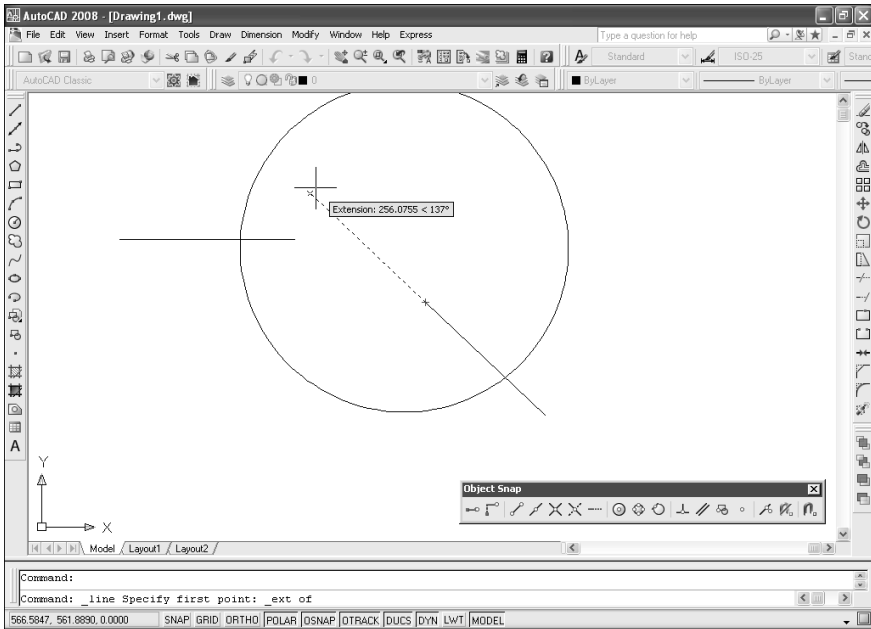 AutoCAD 2008 - [Drawing1.dwg]
File Edit View Insert Format Tools Draw Dimension Modify Window Help Express
Type a question for help
Standard
ISO-25
Stand
AutoCAD Classic
0
ByLayer
ByLayer
Extension: 256.0755 < 137°
A
Y
X
Object Snap
Model Layout1 Layout2
Command:
Command: _line Specify first point: _ext of
566.5847, 561.8890, 0.0000 SNAP GRID ORTHO POLAR OSNAP OTRACK DUCS DYN LWT MODEL